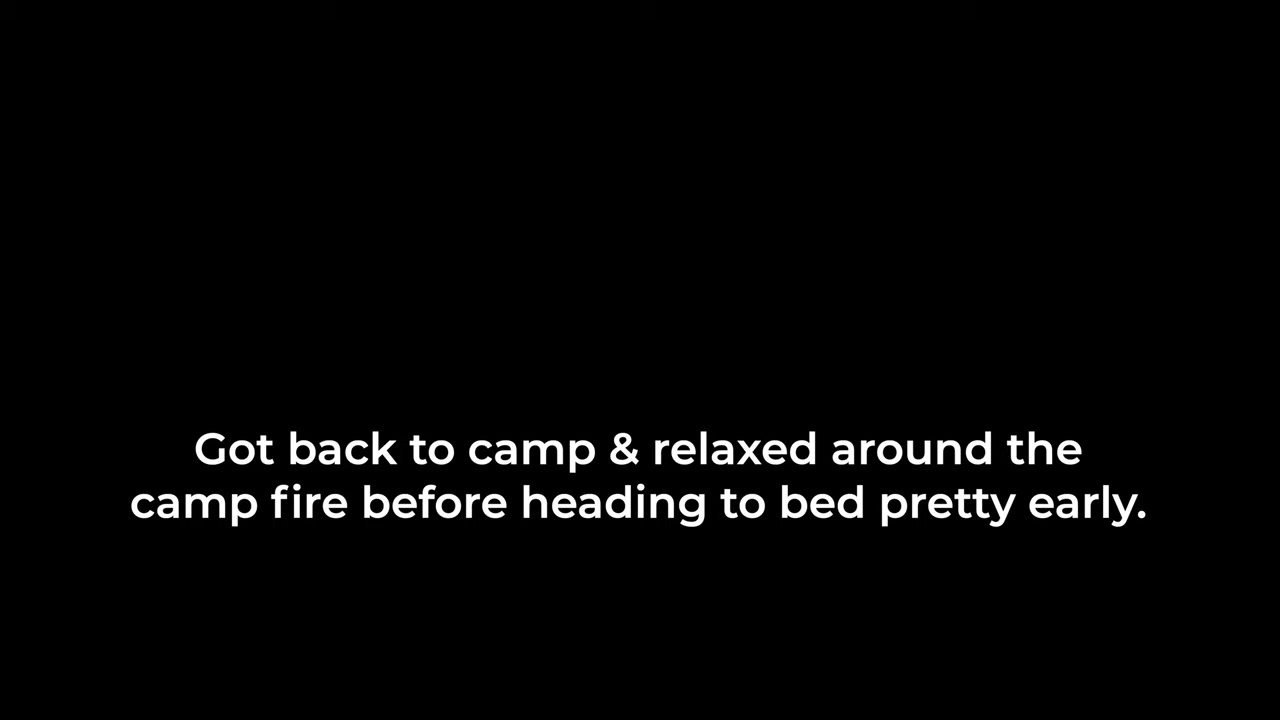 Got back to camp & relaxed around the
camp fire before heading to bed pretty early.